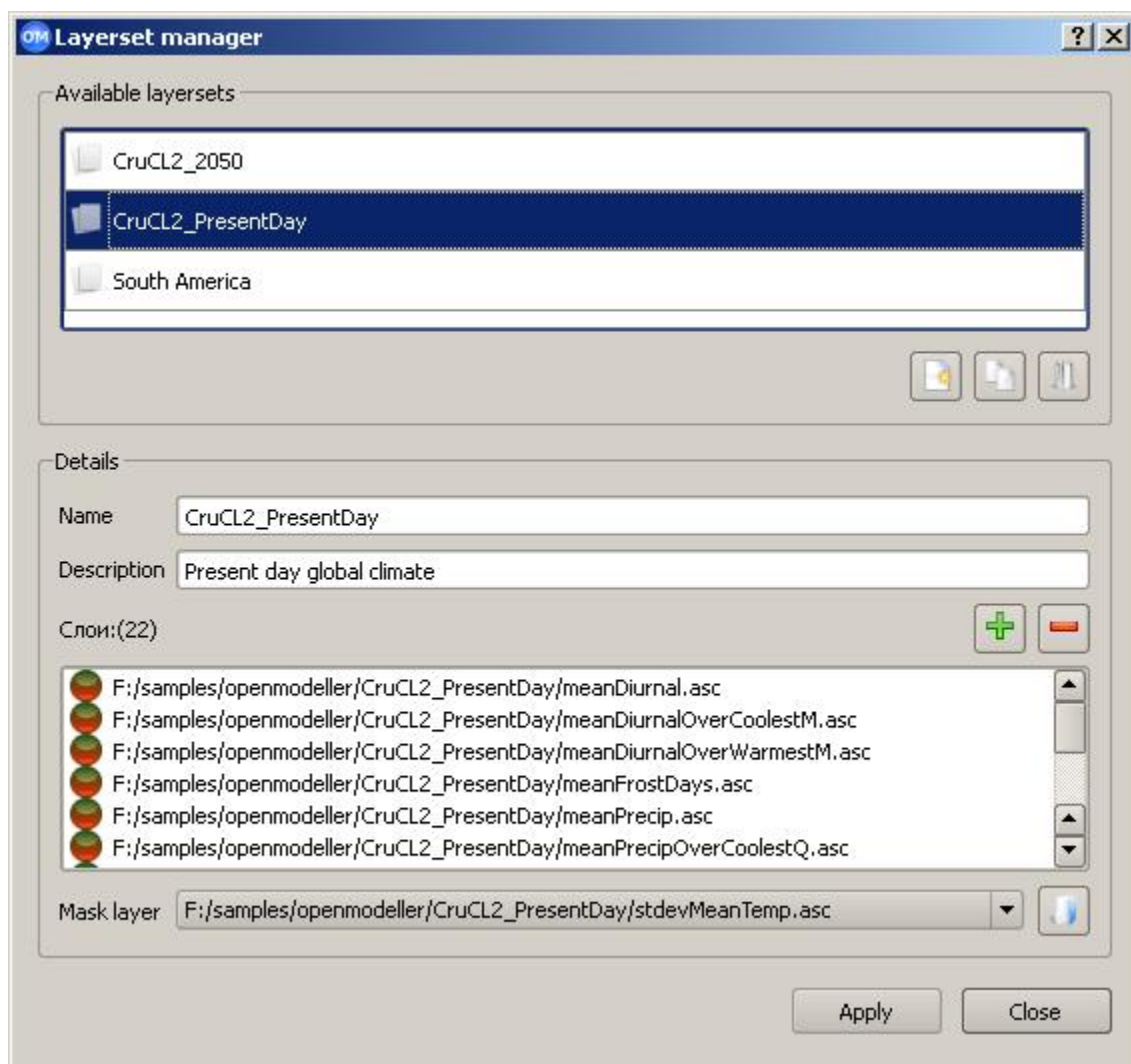 OM Layerset manager
Available layersets
CruCL2_2050
CruCL2_PresentDay
South America
Details
Name CruCL2_PresentDay
Description Present day global climate
Слои:(22)
F:/samples/openmodeller/CruCL2_PresentDay/meanDiurnal.asc
F:/samples/openmodeller/CruCL2_PresentDay/meanDiurnalOverCoolestM.asc
F:/samples/openmodeller/CruCL2_PresentDay/meanDiurnalOverWarmestM.asc
F:/samples/openmodeller/CruCL2_PresentDay/meanFrostDays.asc
F:/samples/openmodeller/CruCL2_PresentDay/meanPrecip.asc
F:/samples/openmodeller/CruCL2_PresentDay/meanPrecipOverCoolestQ.asc
Mask layer F:/samples/openmodeller/CruCL2_PresentDay/stdevMeanTemp.asc
Apply Close